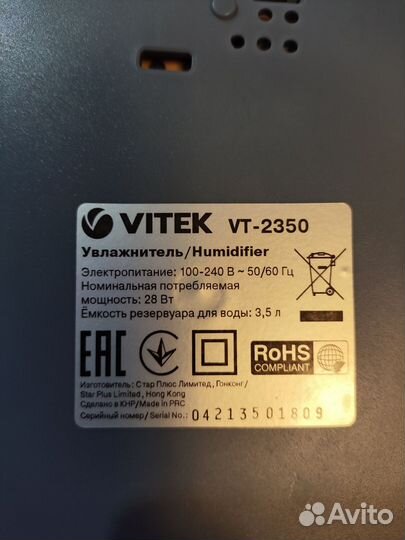 VITEK VT-2350
Увлажнитель/Humidifier
Электропитание: 100-240 В ~ 50/60 Гц
Номинальная потребляемая
мощность: 28 Вт
Ёмкость резервуара для воды: 3,5 л
EAC
RoHS
COMPLIANT
Изготовитель: Стар Плюс Лимитед, Гонконг/
Star Plus Limited, Hong Kong
Сделано в КНР/Made in PRC
Серийный номер/Serial No.: 04213501809
Avito